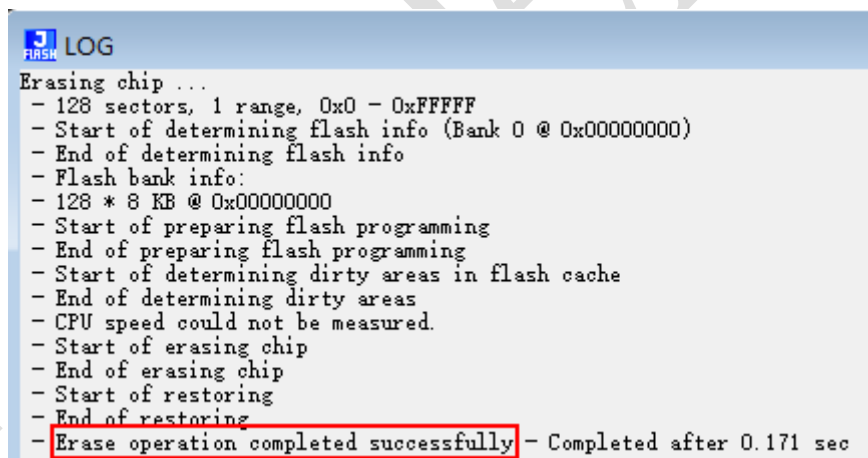 J
FLASH
LOG
Erasing chip ...
- 128 sectors, 1 range, 0x0 - 0xFFFFF
- Start of determining flash info (Bank 0 @ 0x00000000)
- End of determining flash info
- Flash bank info:
- 128 * 8 KB @ 0x00000000
- Start of preparing flash programming
- End of preparing flash programming
- Start of determining dirty areas in flash cache
- End of determining dirty areas
- CPU speed could not be measured.
- Start of erasing chip
- End of erasing chip
- Start of restoring
- End of restoring
- Erase operation completed successfully - Completed after 0.171 sec